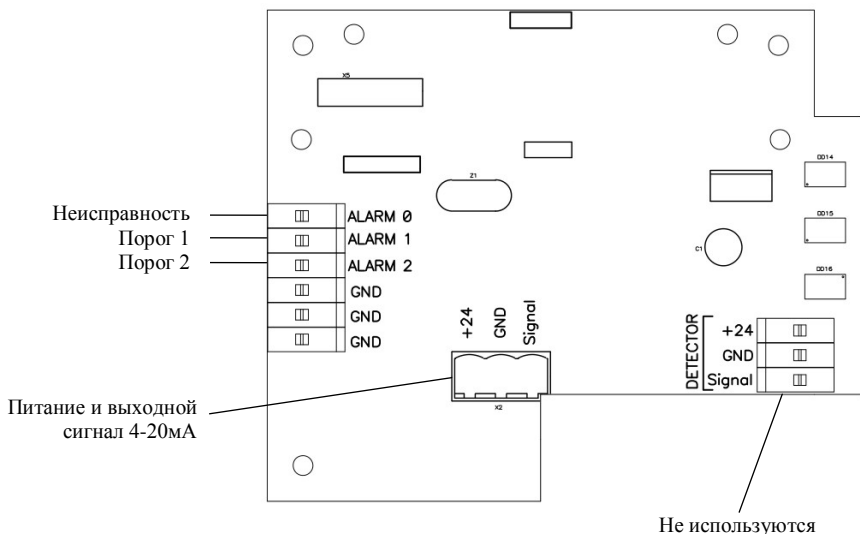 X5
Z1
DD14
Неисправность
ALARM 0
Порог 1
ALARM 1
DD15
C1
Порог 2
ALARM 2
DD16
GND
GND
GND
+24
GND
Signal
DETECTOR
+24
GND
Signal
X2
Питание и выходной
сигнал 4-20мА
Не используются